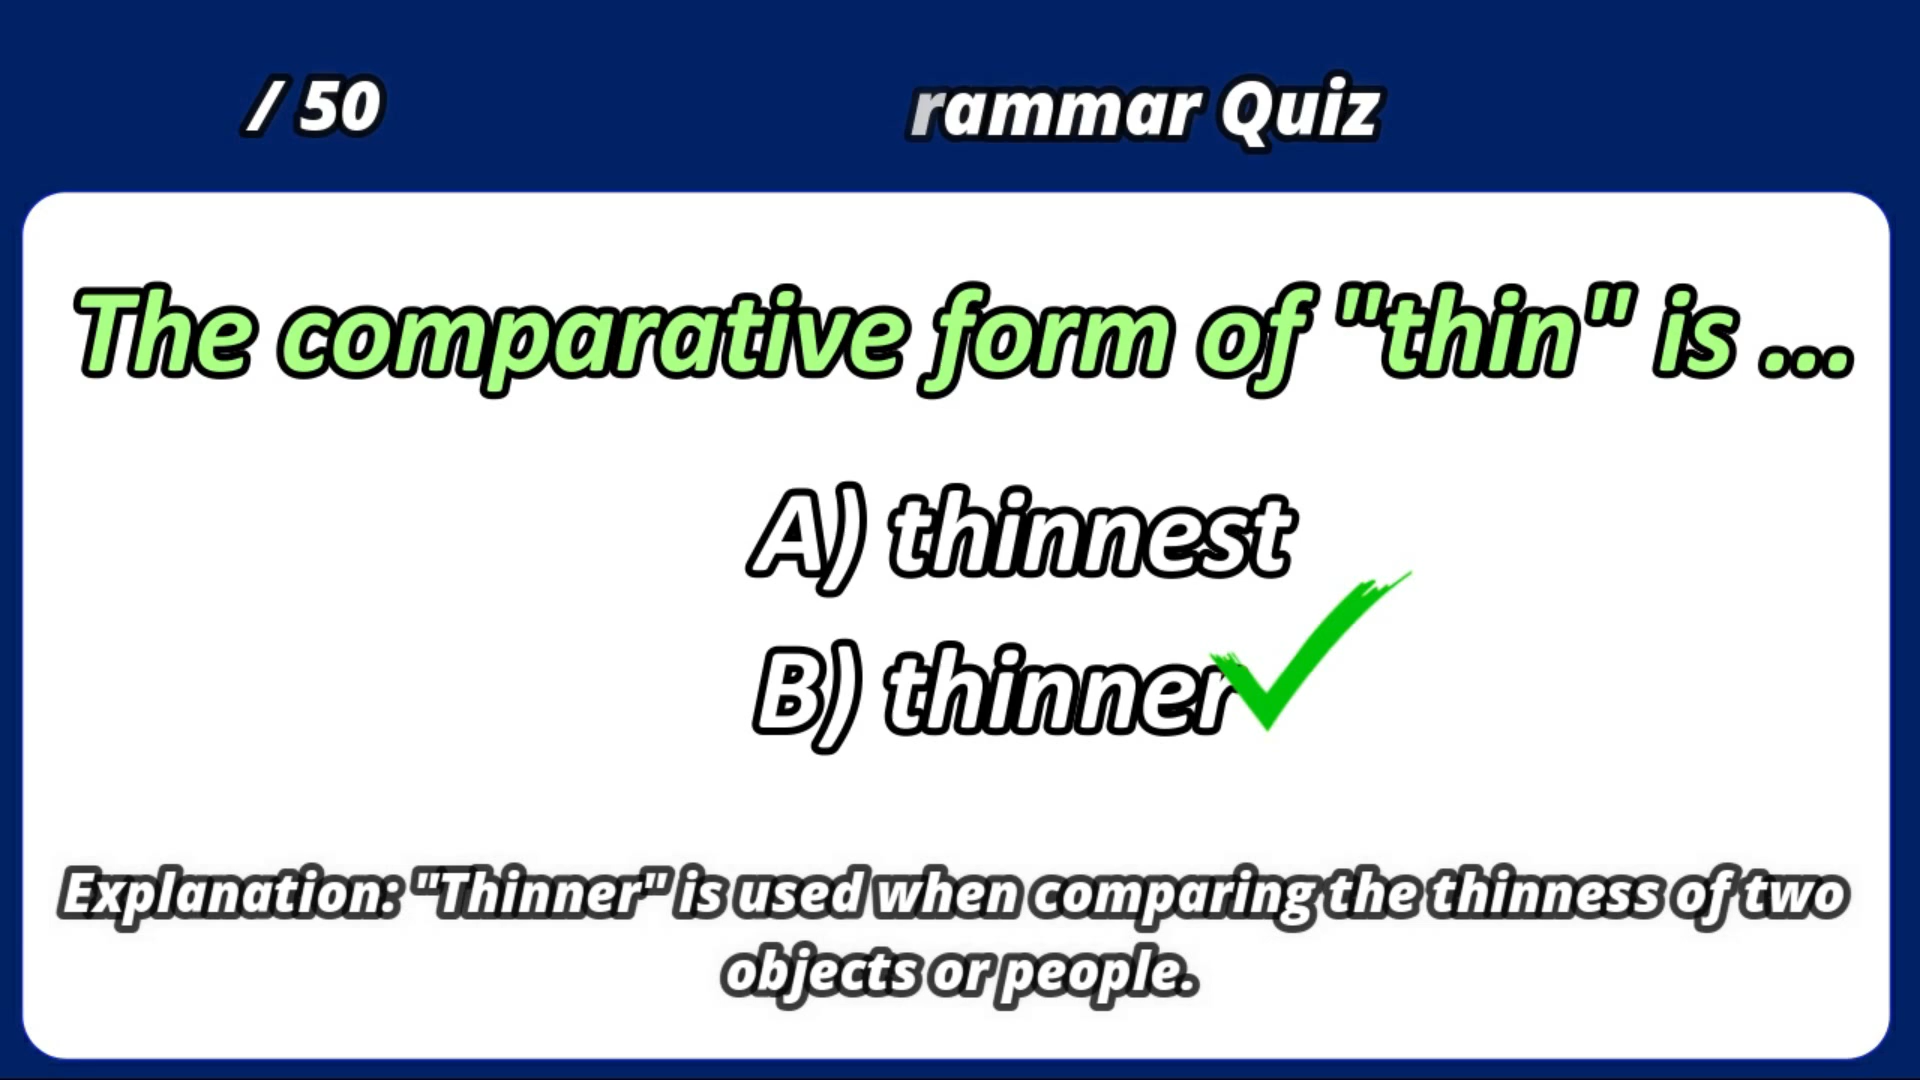 / 50
rammar Quiz
The comparative form of "thin" is ...
A) thinnest
B) thinner
Explanation: "Thinner" is used when comparing the thinness of two
objects or people.